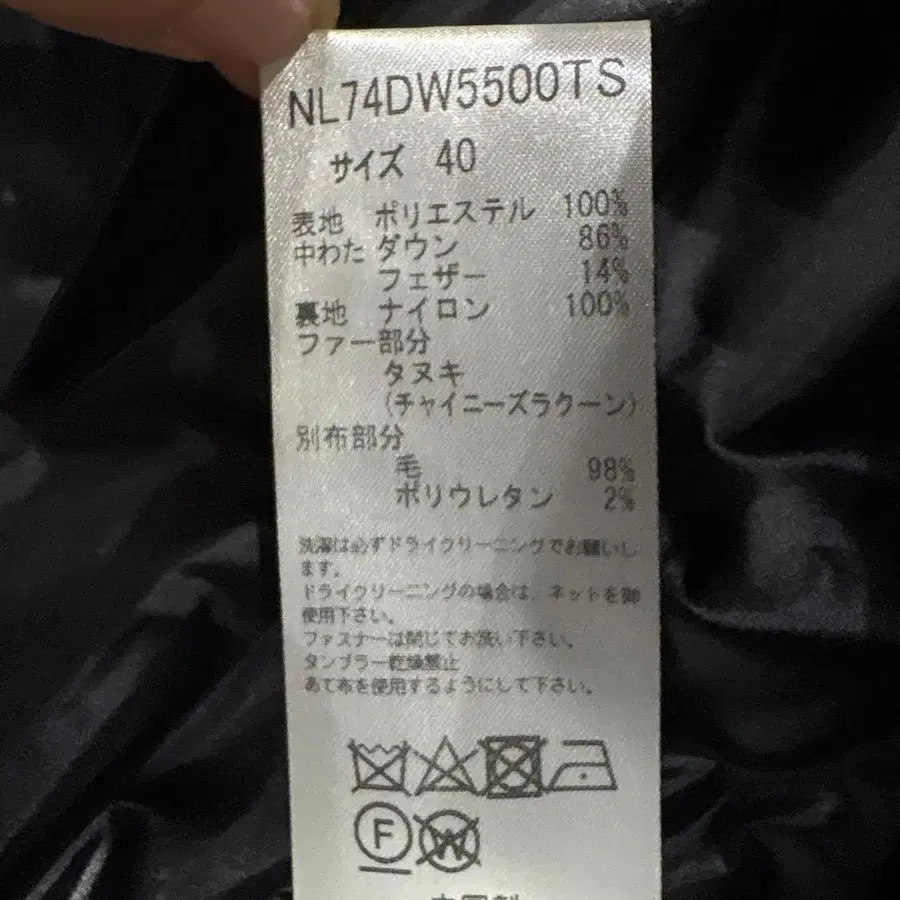 NL74DW5500TS
サイズ 40
表地 ポリエステル 100%
中わた ダウン 86%
フェザー 14%
裏地 ナイロン 100%
ファー部分
タヌキ
(チャイニーズラクーン)
別布部分
毛 98%
ポリウレタン 2%
洗濯は必ずドライクリーニングでお願いし
ます。
ドライクリーニングの場合は、ネットを御
使用下さい。
ファスナーは閉じてお洗い下さい。
タンブラー乾燥禁止
あて布を使用するようにして下さい。
F W